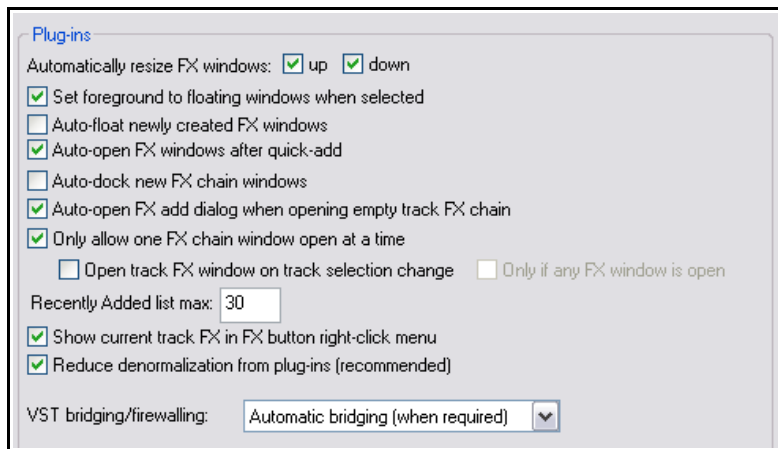 Plug-ins
Automatically resize FX windows: up down
Set foreground to floating windows when selected
Auto-float newly created FX windows
Auto-open FX windows after quick-add
Auto-dock new FX chain windows
Auto-open FX add dialog when opening empty track FX chain
Only allow one FX chain window open at a time
Open track FX window on track selection change Only if any FX window is open
Recently Added list max: 30
Show current track FX in FX button right-click menu
Reduce denormalization from plug-ins (recommended)
VST bridging/firewalling: Automatic bridging (when required)